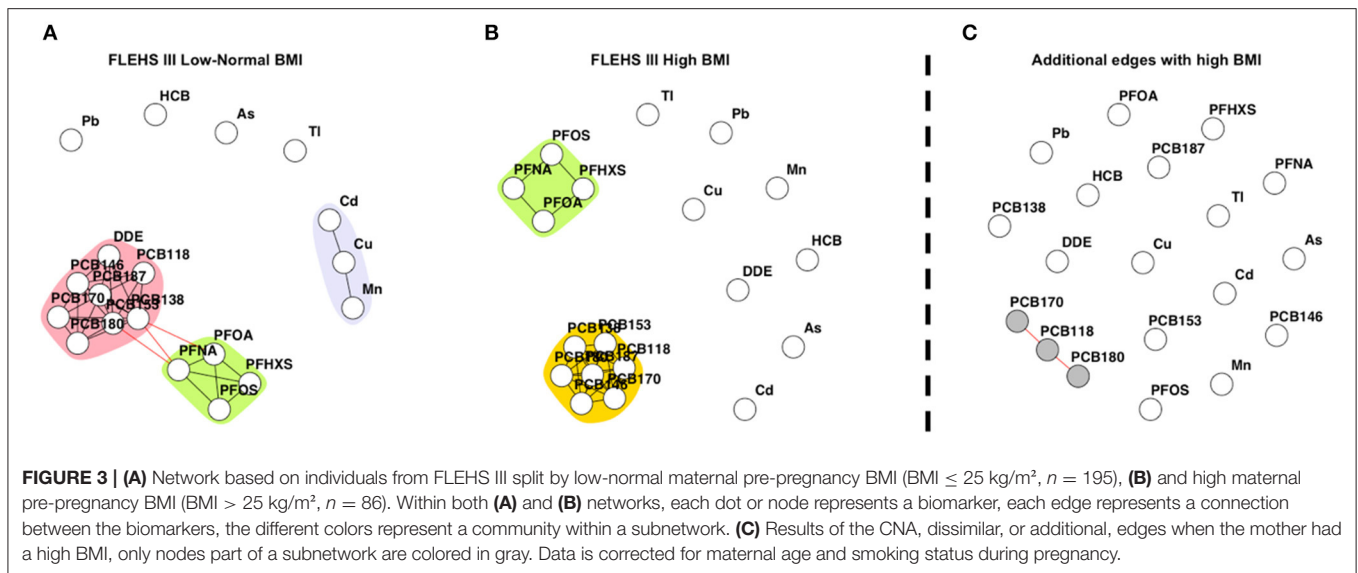 A
FLEHS III Low-Normal BMI
HCB
As
Pb
Tl
Cd
Cu
Mn
DDE
PCB118
PCB146
PCB187
PCB170
PCB138
PCB153
PCB180
PFOA
PFNA
PFHXS
PFOS
B
FLEHS III High BMI
Tl
Pb
PFOS
PFNA
PFHXS
PFOA
Mn
Cu
HCB
DDE
As
PCB138
PCB153
PCB118
PCB180
PCB187
PCB170
PCB146
Cd
C
Additional edges with high BMI
PFOA
PFHXS
Pb
PCB187
PFNA
HCB
Tl
PCB138
As
DDE
Cu
Cd
PCB170
PCB118
PCB153
PCB146
PCB180
Mn
PFOS
FIGURE 3 | (A) Network based on individuals from FLEHS III split by low-normal maternal pre-pregnancy BMI (BMI ≤ 25 kg/m², n = 195), (B) and high maternal
pre-pregnancy BMI (BMI > 25 kg/m², n = 86). Within both (A) and (B) networks, each dot or node represents a biomarker, each edge represents a connection
between the biomarkers, the different colors represent a community within a subnetwork. (C) Results of the CNA, dissimilar, or additional, edges when the mother had
a high BMI, only nodes part of a subnetwork are colored in gray. Data is corrected for maternal age and smoking status during pregnancy.